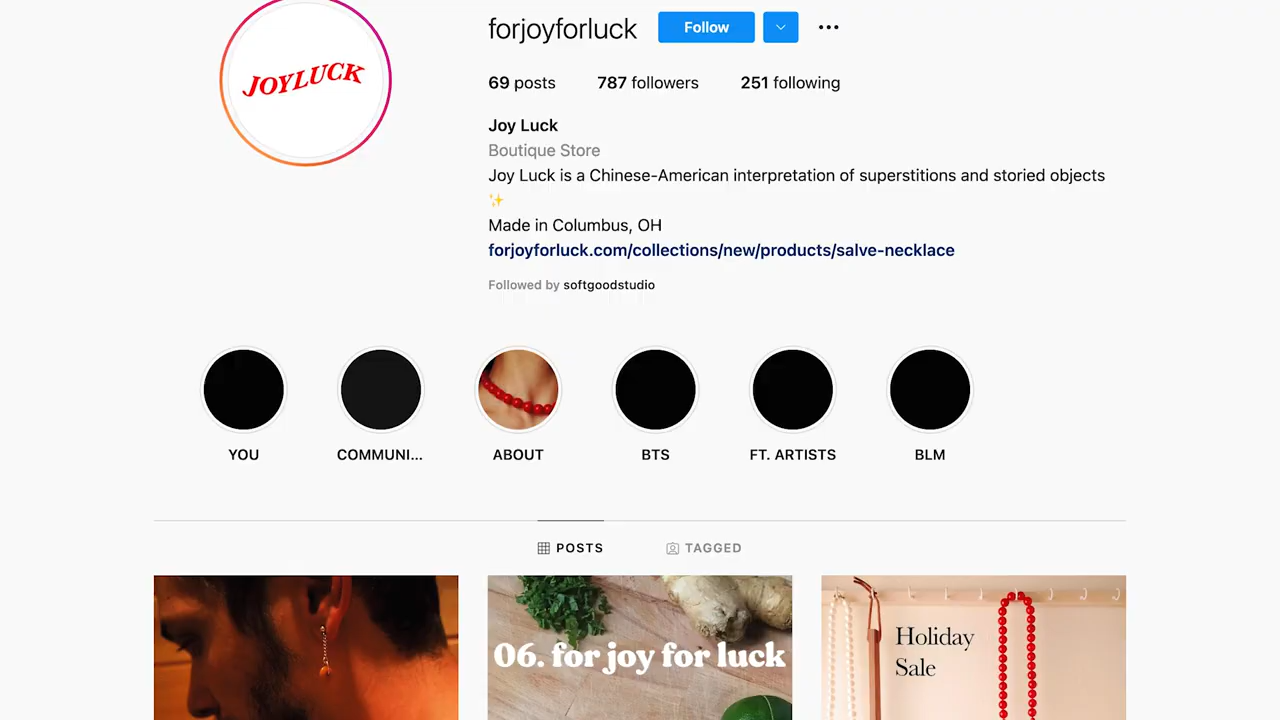 JOYLUCK
forjoyforluck
Follow
69 posts 787 followers 251 following
Joy Luck
Boutique Store
Joy Luck is a Chinese-American interpretation of superstitions and storied objects
✨
Made in Columbus, OH
forjoyforluck.com/collections/new/products/salve-necklace
Followed by softgoodstudio
YOU COMMUNI... ABOUT BTS FT. ARTISTS BLM
POSTS TAGGED
06. for joy for luck
Holiday
Sale